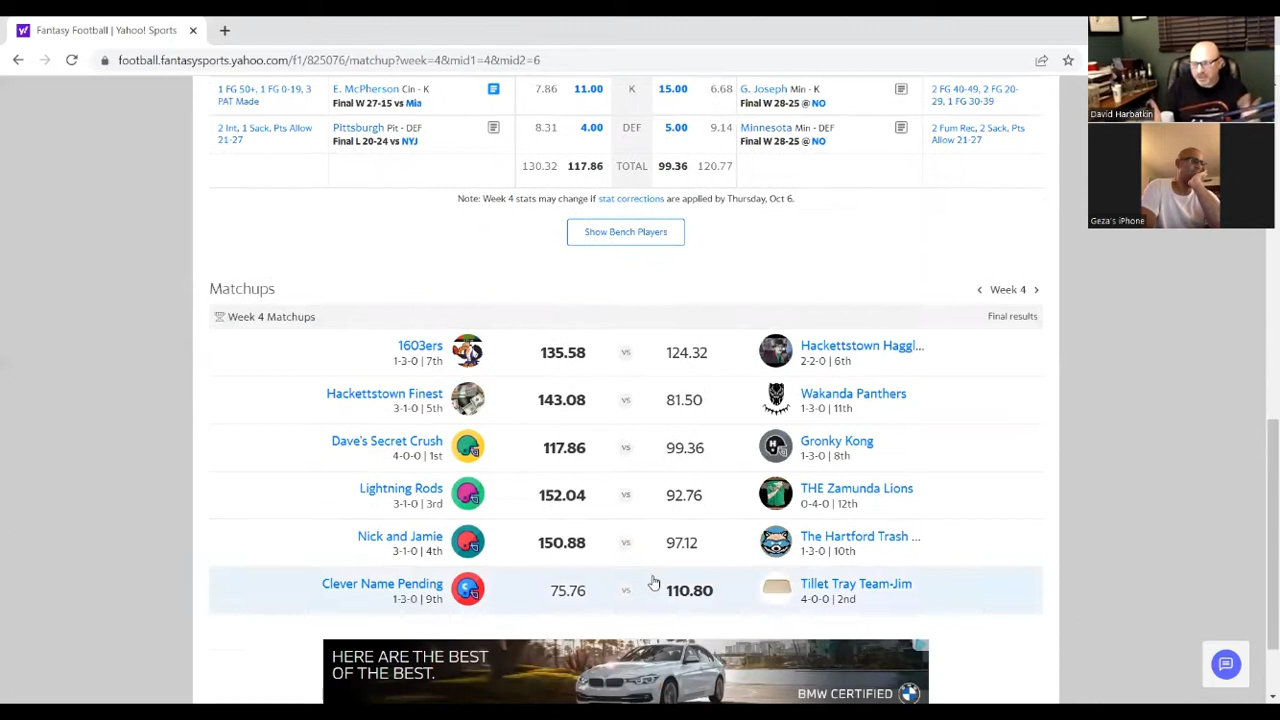 Fantasy Football | Yahoo! Sports
football.fantasysports.yahoo.com/f1/825076/matchup?week=4&mid1=4&mid2=6
David Harbatkin
Geza's iPhone
1 FG 50+, 1 FG 0-19, 3 PAT Made
E. McPherson Cin - K
Final W 27-15 vs Mia
7.86 11.00 K 15.00 6.68
G. Joseph Min - K
Final W 28-25 @ NO
2 FG 40-49, 2 FG 20-29, 1 FG 30-39
2 Int, 1 Sack, Pts Allow 21-27
Pittsburgh Pit - DEF
Final L 20-24 vs NYJ
8.31 4.00 DEF 5.00 9.14
Minnesota Min - DEF
Final W 28-25 @ NO
2 Fum Rec, 2 Sack, Pts Allow 21-27
130.32 117.86 TOTAL 99.36 120.77
Note: Week 4 stats may change if stat corrections are applied by Thursday, Oct 6.
Show Bench Players
Matchups
Week 4
Week 4 Matchups
Final results
1603ers
1-3-0 | 7th
135.58 vs 124.32
Hackettstown Haggl...
2-2-0 | 6th
Hackettstown Finest
3-1-0 | 5th
143.08 vs 81.50
Wakanda Panthers
1-3-0 | 11th
Dave's Secret Crush
4-0-0 | 1st
117.86 vs 99.36
Gronky Kong
1-3-0 | 8th
Lightning Rods
3-1-0 | 3rd
152.04 vs 92.76
THE Zamunda Lions
0-4-0 | 12th
Nick and Jamie
3-1-0 | 4th
150.88 vs 97.12
The Hartford Trash ...
1-3-0 | 10th
Clever Name Pending
1-3-0 | 9th
75.76 vs 110.80
Tillet Tray Team-Jim
4-0-0 | 2nd
HERE ARE THE BEST
OF THE BEST.
BMW CERTIFIED